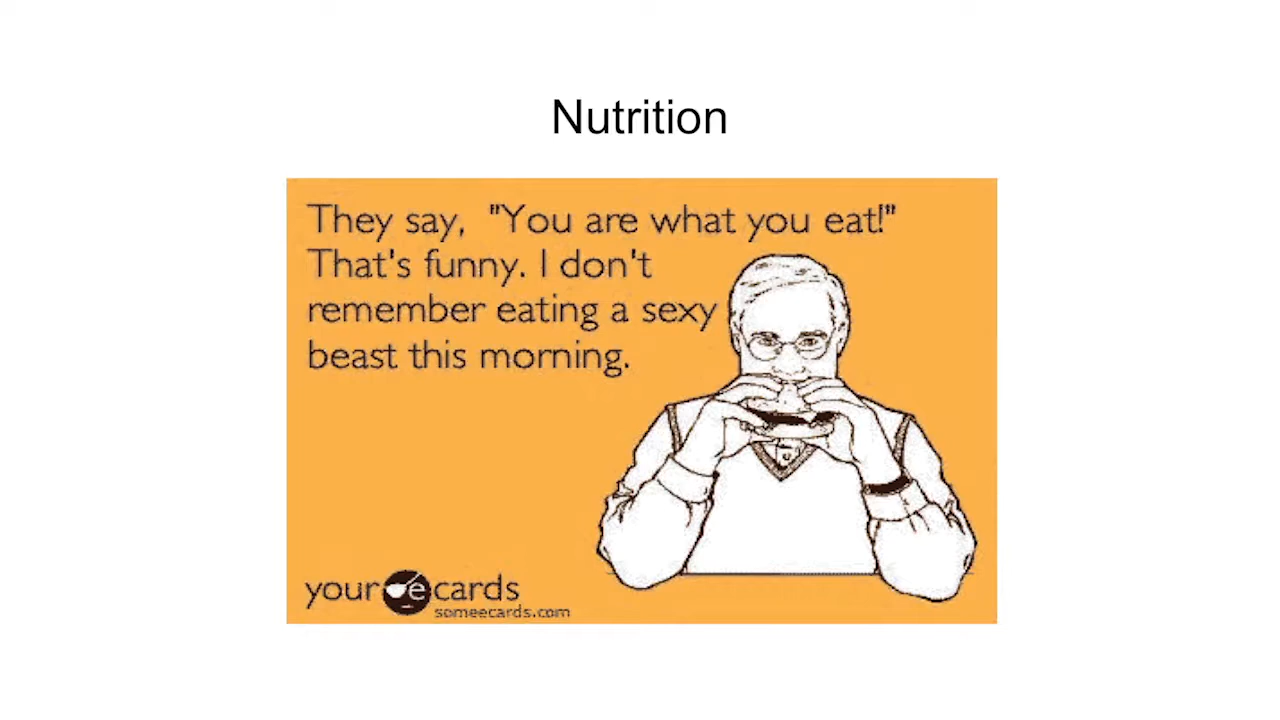 Nutrition
They say, "You are what you eat!"
That's funny. I don't
remember eating a sexy
beast this morning.
your e cards
someecards.com